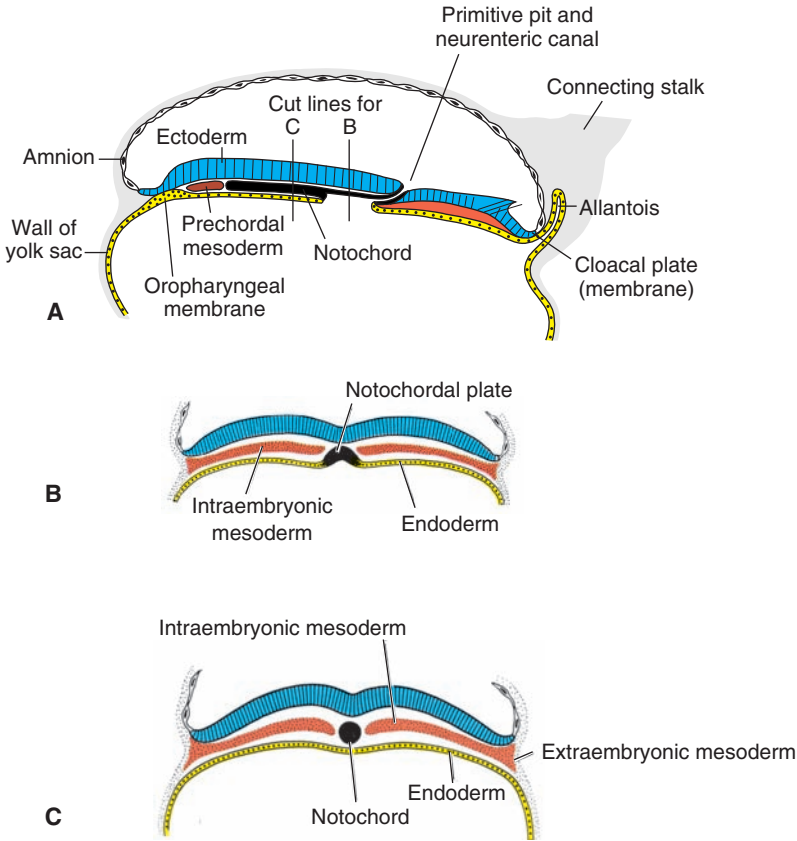 Primitive pit and
neurenteric canal
Connecting stalk
Cut lines for
C B
Ectoderm
Amnion
Allantois
Prechordal
mesoderm
Wall of
yolk sac
Notochord
Cloacal plate
(membrane)
Oropharyngeal
membrane
A
Notochordal plate
B
Intraembryonic
mesoderm
Endoderm
Intraembryonic mesoderm
Extraembryonic mesoderm
Endoderm
Notochord
C